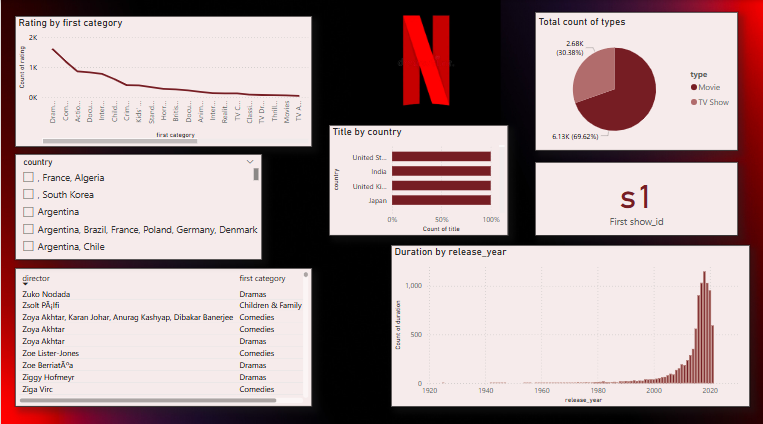 Rating by first category
2K
1K
0K
Count of rating
Dram...
Com...
Actio...
Docu...
Inter...
Child...
Crim...
Kids'...
Stand...
Horr...
Britis...
Docu...
Anim...
Inter...
Realit...
TV C...
Classi...
TV Dr...
Thrill...
Movies
TV A...
first category
Total count of types
2.68K
(30.38%)
6.13K (69.62%)
type
Movie
TV Show
country
, France, Algeria
, South Korea
Argentina
Argentina, Brazil, France, Poland, Germany, Denmark
Argentina, Chile
Title by country
country
United St...
India
United Ki...
Japan
0%
50%
100%
Count of title
s1
First show_id
director first category
Zuko Nodada Dramas
Zsolt PÃ¡lfi Children & Family
Zoya Akhtar, Karan Johar, Anurag Kashyap, Dibakar Banerjee Comedies
Zoya Akhtar Comedies
Zoya Akhtar Dramas
Zoe Lister-Jones Comedies
Zoe BerriatÃºa Dramas
Ziggy Hofmeyr Dramas
Ziga Virc Comedies
Duration by release_year
Count of duration
1,000
500
0
1920
1940
1960
1980
2000
2020
release_year